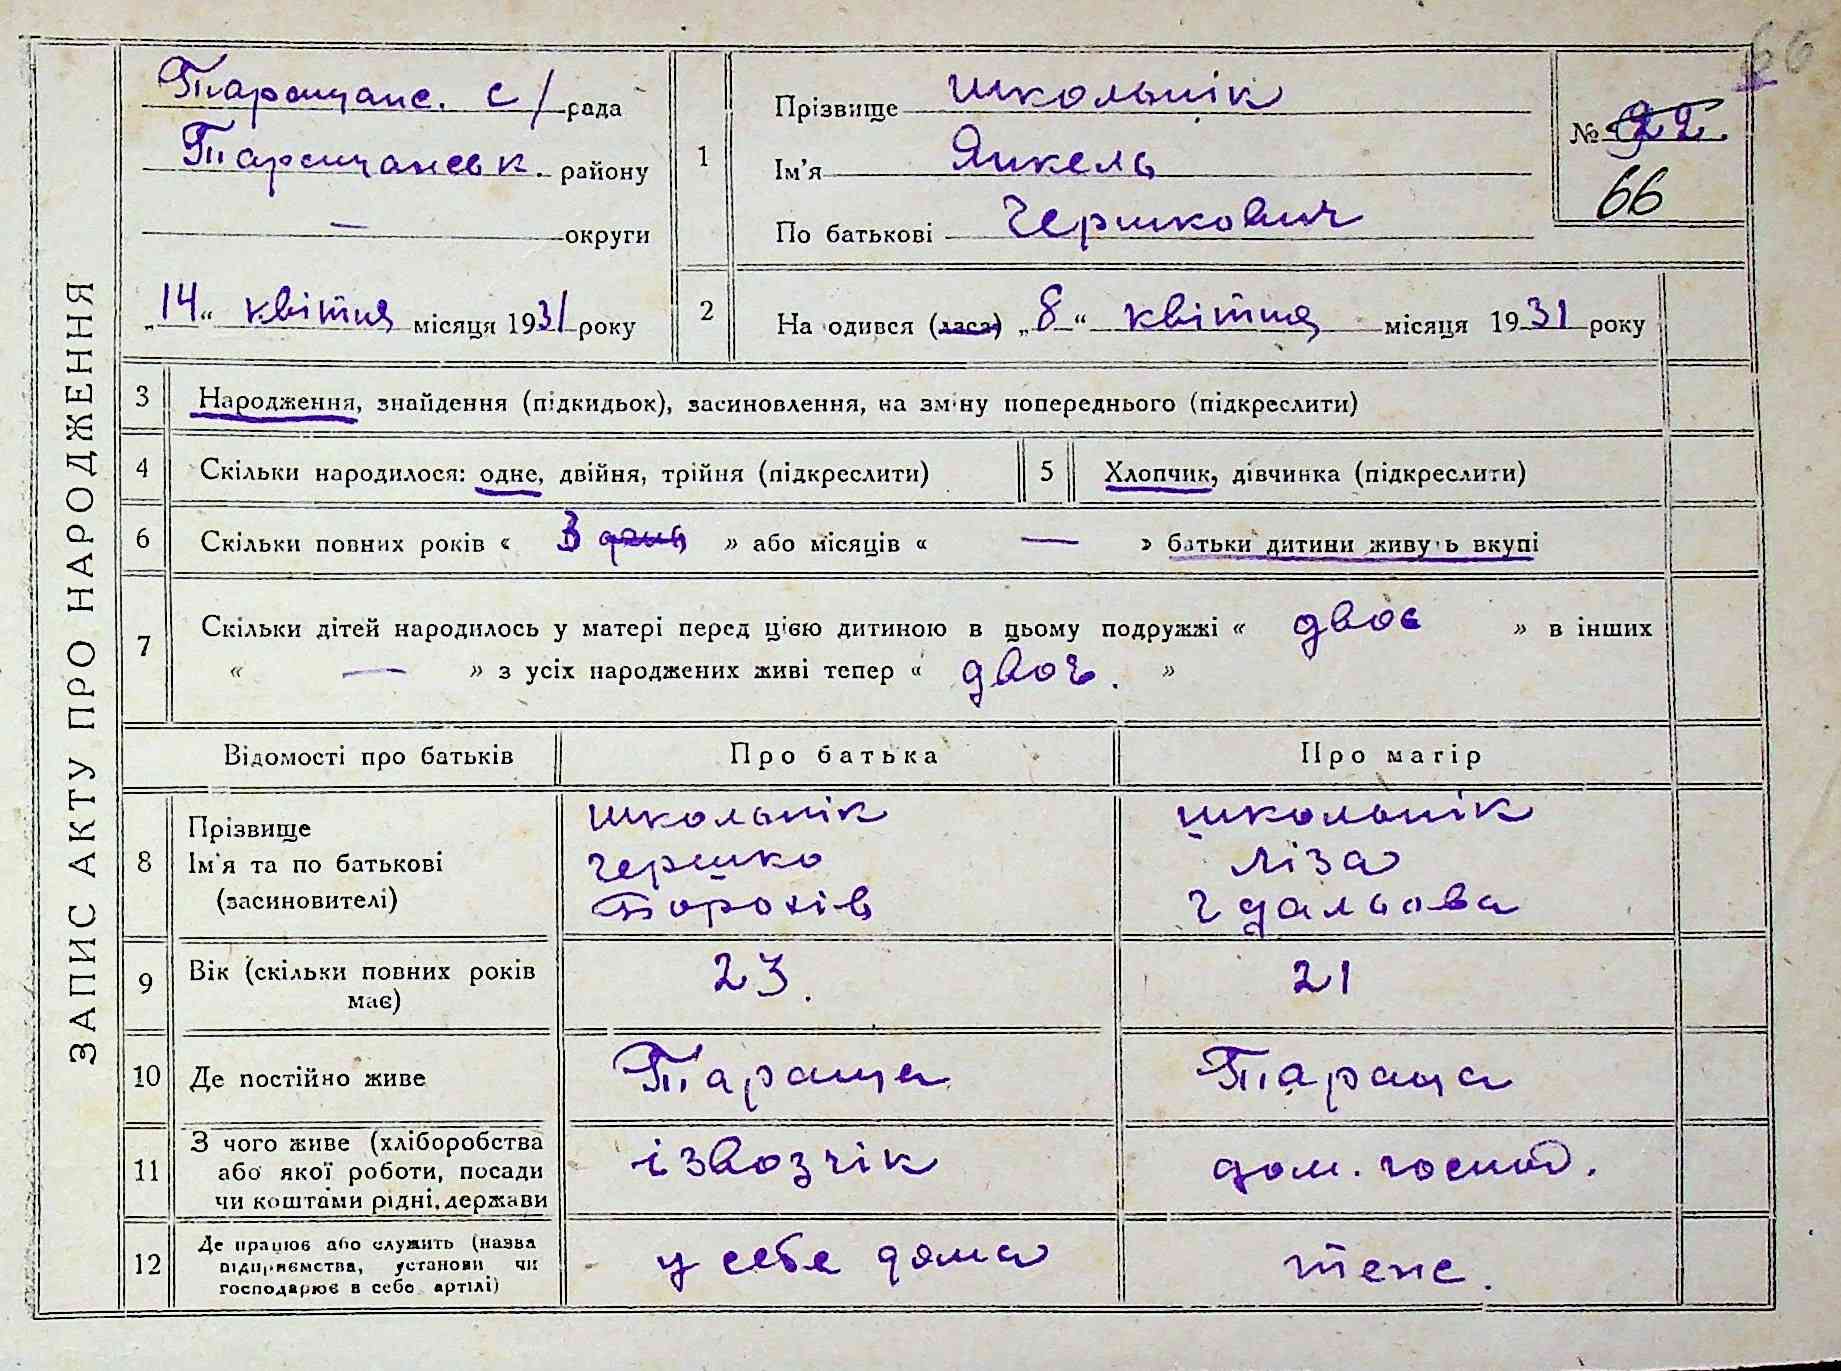 66
ЗАПИС АКТУ ПРО НАРОДЖЕННЯ
Таращанс. с/рада
Таращанськ. району
— округи
„14“ квітня місяця 1931 року
1
Прізвище Школьнік
Ім'я Янкель
По батькові Гершкович
№ 92.
66
2
На одився (лася) „8“ квітня місяця 1931 року
3 Народження, знайдення (підкидьок), засиновлення, на зміну попереднього (підкреслити)
4 Скільки народилося: одне, двійня, трійня (підкреслити)
5 Хлопчик, дівчинка (підкреслити)
6 Скільки повних років « 3 » або місяців « — » батьки дитини живуть вкупі
7 Скільки дітей народилось у матері перед цією дитиною в цьому подружжі « двоє » в інших
« — » з усіх народжених живі тепер « двоє. »
Відомості про батьків Про батька Про матір
8
Прізвище Школьнік Школьнік
Ім'я та по батькові Гершко Ліза
(засиновителі)
9 Вік (скільки повних років 23. 21
має)
10 Де постійно живе Тараща Тараща
11
З чого живе (хліборобства
або якої роботи, посади ізвозчік дом. господ.
чи коштами рідні, держави
12
Де працює або служить (назва
підприємства, установи чи у себе дома теж.
господарює в себе артілі)